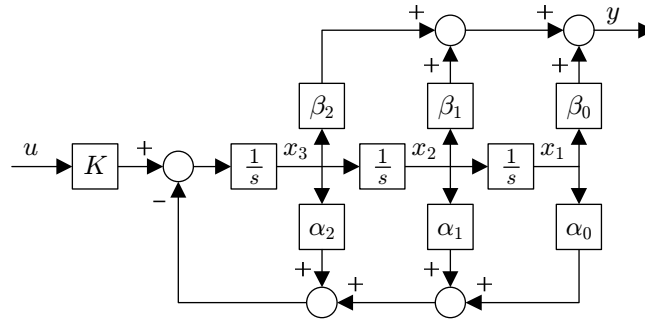 + + y
+ +
β₂ β₁ β₀
u K + 1/s x₃ 1/s x₂ 1/s x₁
−
α₂ α₁ α₀
+ +
+ +